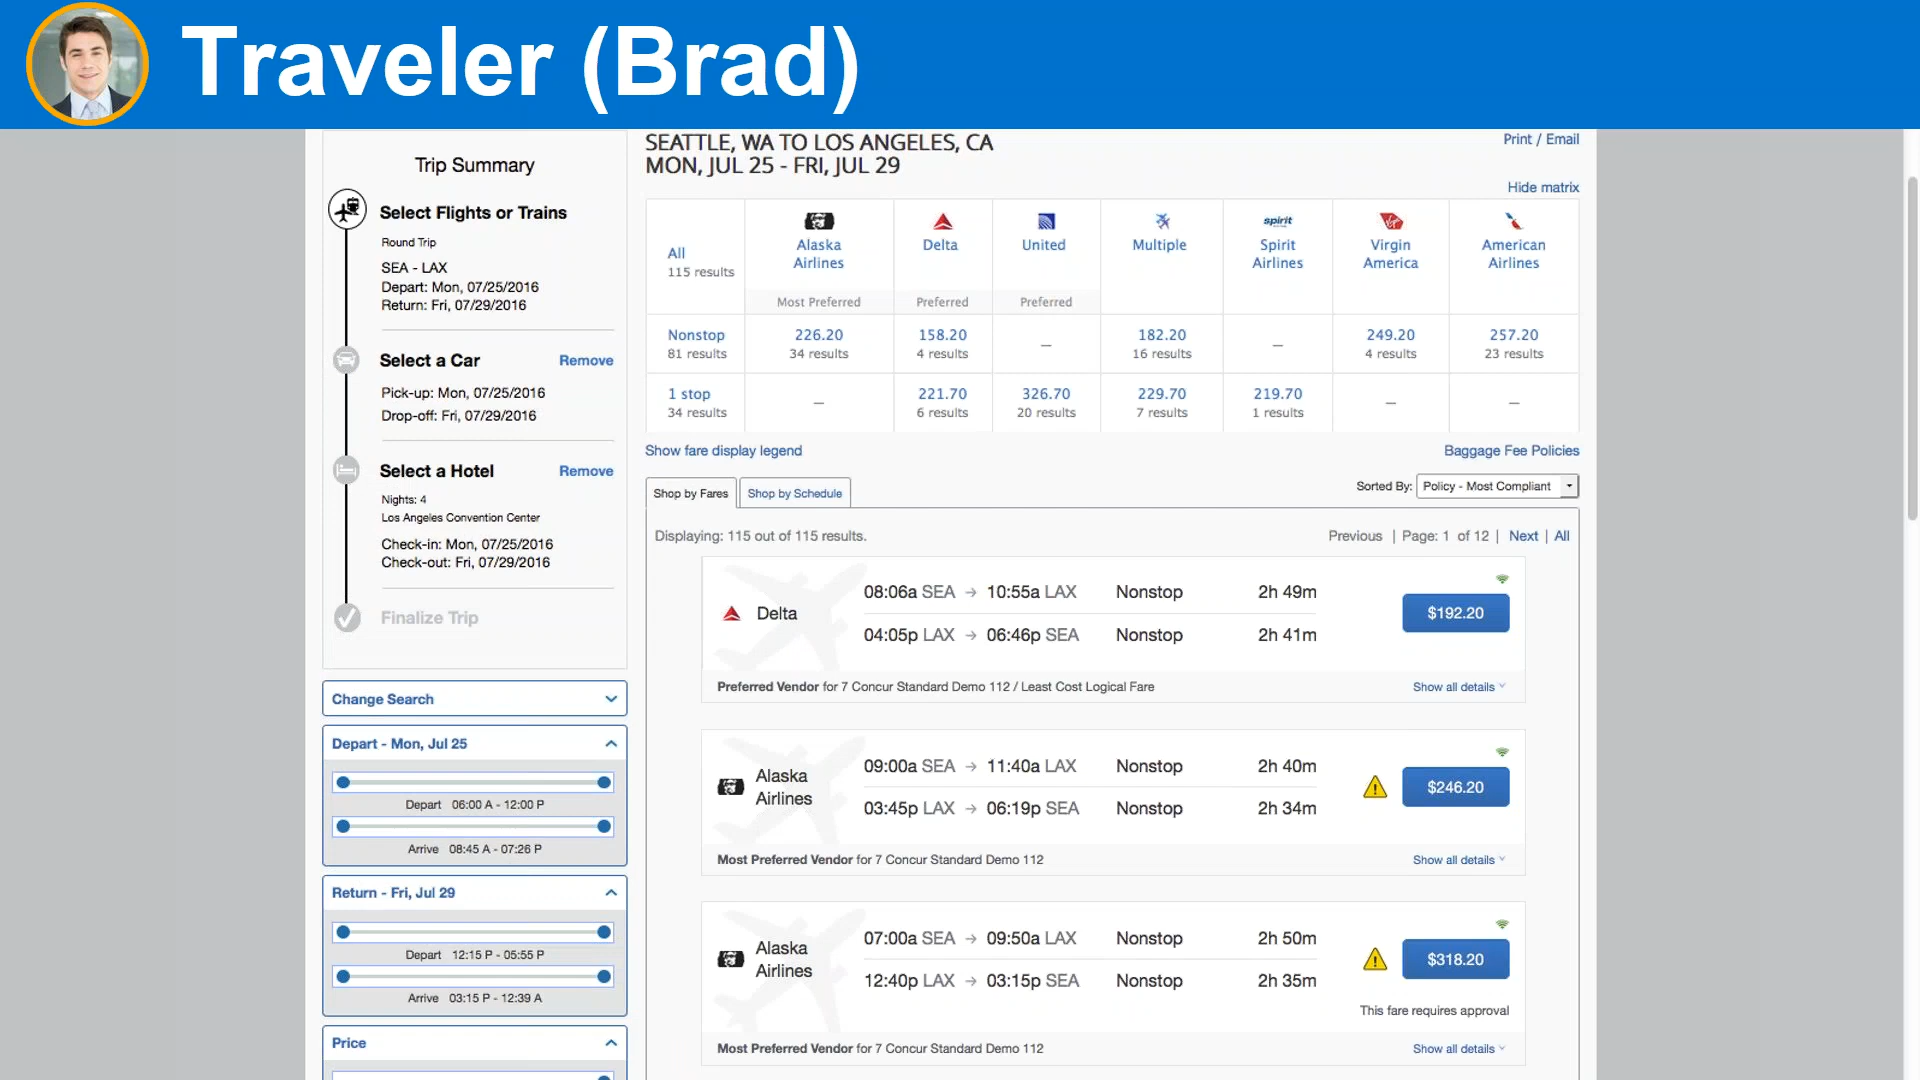 Traveler (Brad)
Trip Summary
Select Flights or Trains
Round Trip
SEA - LAX
Depart: Mon, 07/25/2016
Return: Fri, 07/29/2016
Select a Car Remove
Pick-up: Mon, 07/25/2016
Drop-off: Fri, 07/29/2016
Select a Hotel Remove
Nights: 4
Los Angeles Convention Center
Check-in: Mon, 07/25/2016
Check-out: Fri, 07/29/2016
Finalize Trip
Change Search
Depart - Mon, Jul 25
Depart 06:00 A - 12:00 P
Arrive 08:45 A - 07:26 P
Return - Fri, Jul 29
Depart 12:15 P - 05:55 P
Arrive 03:15 P - 12:39 A
Price
SEATTLE, WA TO LOS ANGELES, CA
MON, JUL 25 - FRI, JUL 29
Print / Email
Hide matrix
All
115 results
Alaska
Airlines
Most Preferred
Delta
Preferred
United
Preferred
Multiple
spirit
Spirit
Airlines
Virgin
America
American
Airlines
Nonstop 226.20 158.20 — 182.20 — 249.20 257.20
81 results 34 results 4 results 16 results 4 results 23 results
1 stop — 221.70 326.70 229.70 219.70 — —
34 results 6 results 20 results 7 results 1 results
Show fare display legend
Baggage Fee Policies
Shop by Fares Shop by Schedule
Sorted By: Policy - Most Compliant
Displaying: 115 out of 115 results.
Previous | Page: 1 of 12 | Next | All
Delta
08:06a SEA → 10:55a LAX Nonstop 2h 49m
04:05p LAX → 06:46p SEA Nonstop 2h 41m
$192.20
Preferred Vendor for 7 Concur Standard Demo 112 / Least Cost Logical Fare
Show all details
Alaska
Airlines
09:00a SEA → 11:40a LAX Nonstop 2h 40m
03:45p LAX → 06:19p SEA Nonstop 2h 34m
$246.20
Most Preferred Vendor for 7 Concur Standard Demo 112
Show all details
Alaska
Airlines
07:00a SEA → 09:50a LAX Nonstop 2h 50m
12:40p LAX → 03:15p SEA Nonstop 2h 35m
$318.20
This fare requires approval
Most Preferred Vendor for 7 Concur Standard Demo 112
Show all details